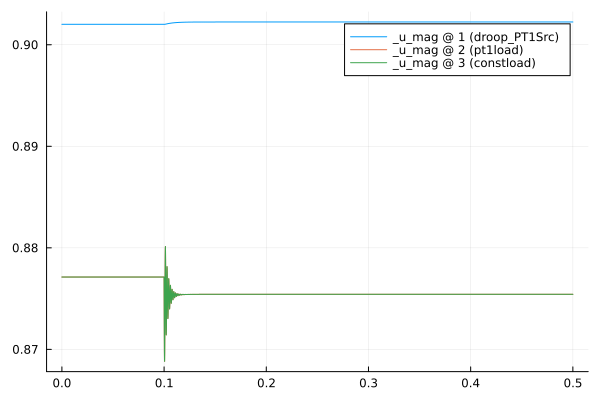 0.90
_u_mag @ 1 (droop_PT1Src)
_u_mag @ 2 (pt1load)
_u_mag @ 3 (constload)
0.89
0.88
0.87
0.0 0.1 0.2 0.3 0.4 0.5